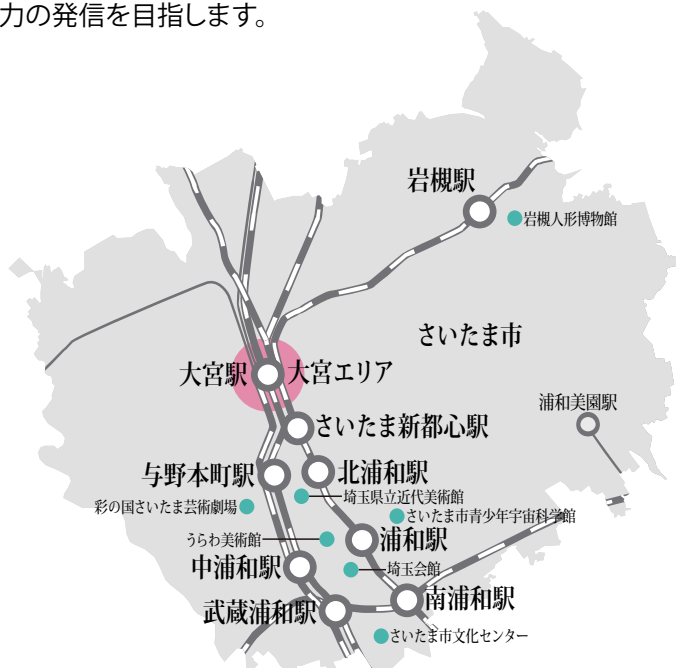 力の発信を目指します。
岩槻駅
岩槻人形博物館
さいたま市
大宮駅
大宮エリア
浦和美園駅
さいたま新都心駅
与野本町駅
北浦和駅
埼玉県立近代美術館
彩の国さいたま芸術劇場
さいたま市青少年宇宙科学館
うらわ美術館
浦和駅
中浦和駅
埼玉会館
武蔵浦和駅
南浦和駅
さいたま市文化センター